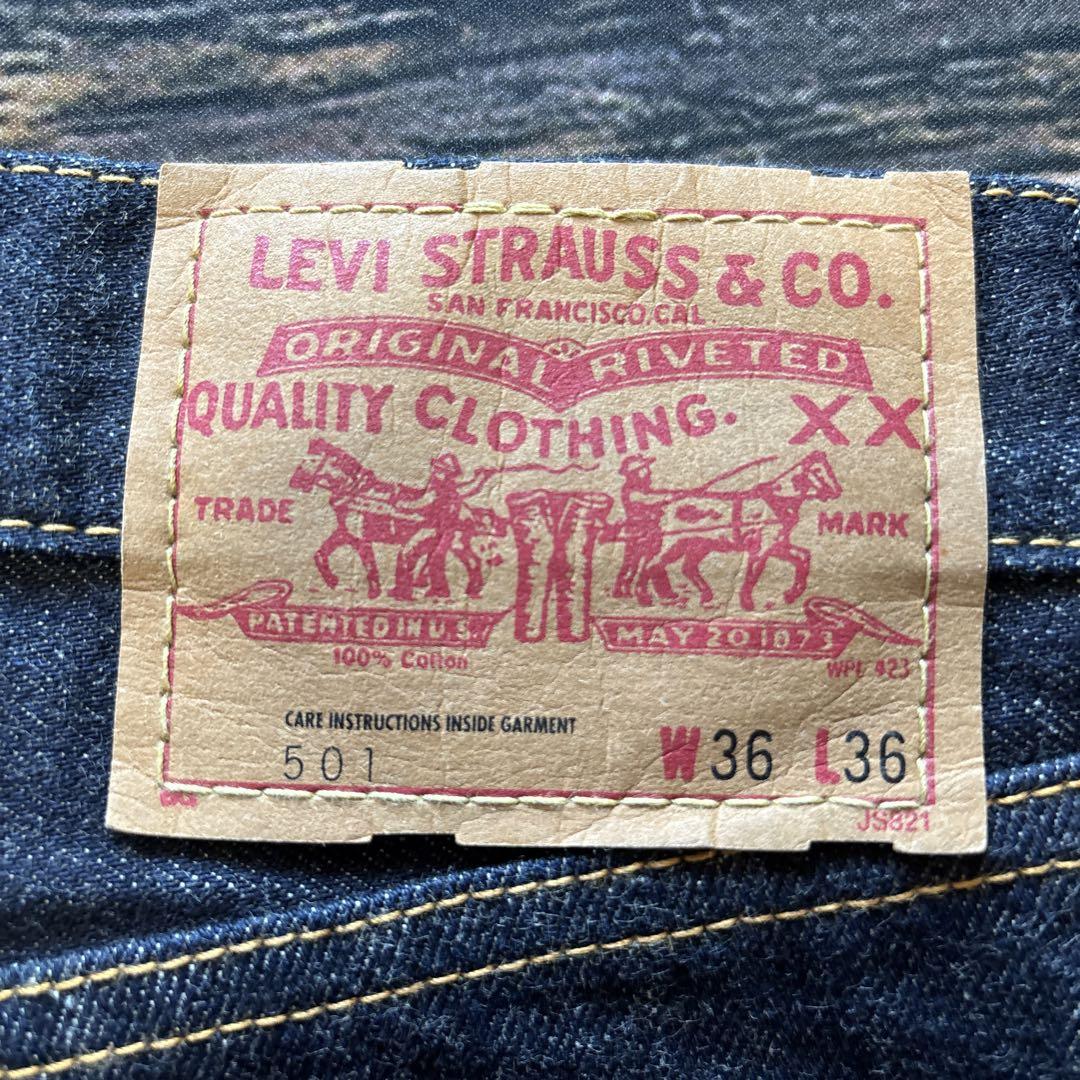 LEVI STRAUSS & CO.
SAN FRANCISCO, CAL.
ORIGINAL RIVETED
QUALITY CLOTHING. XX
TRADE MARK
PATENTED IN U.S. MAY 20 1873
100% Cotton WPL 423
CARE INSTRUCTIONS INSIDE GARMENT
501 W36 L36
JS821